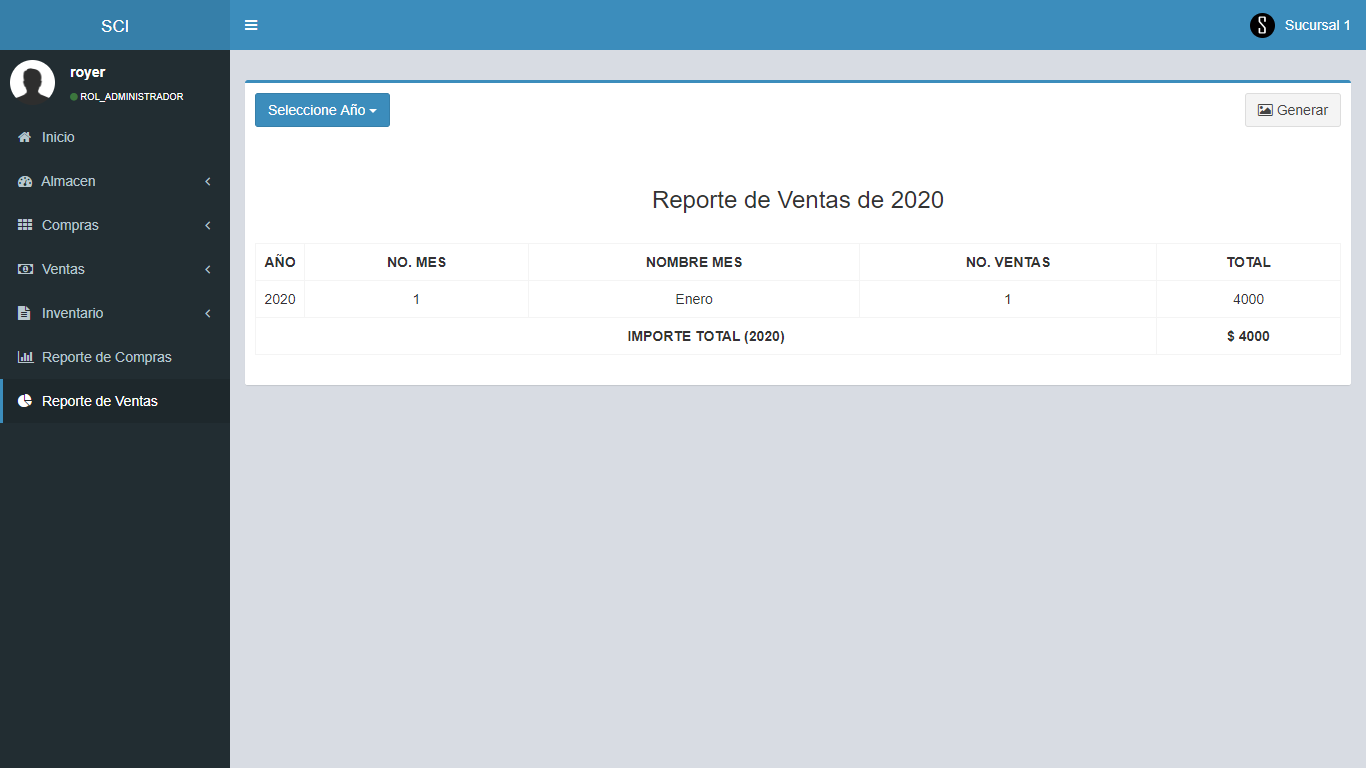 SCI
Sucursal 1
royer
ROL_ADMINISTRADOR
Inicio
Almacen
Compras
Ventas
Inventario
Reporte de Compras
Reporte de Ventas
Seleccione Año
Generar
Reporte de Ventas de 2020
AÑO NO. MES NOMBRE MES NO. VENTAS TOTAL
2020 1 Enero 1 4000
IMPORTE TOTAL (2020) $ 4000